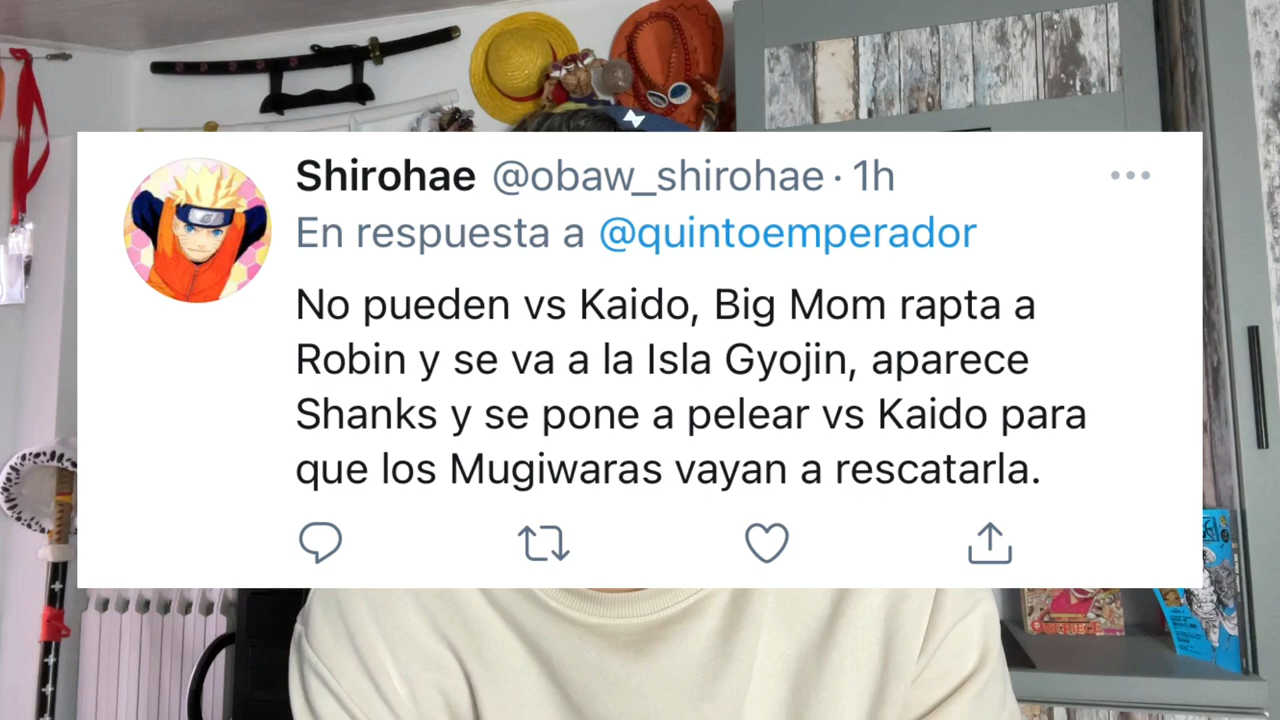 Shirohae @obaw_shirohae · 1h
En respuesta a @quintoemperador
No pueden vs Kaido, Big Mom rapta a
Robin y se va a la Isla Gyojin, aparece
Shanks y se pone a pelear vs Kaido para
que los Mugiwaras vayan a rescatarla.